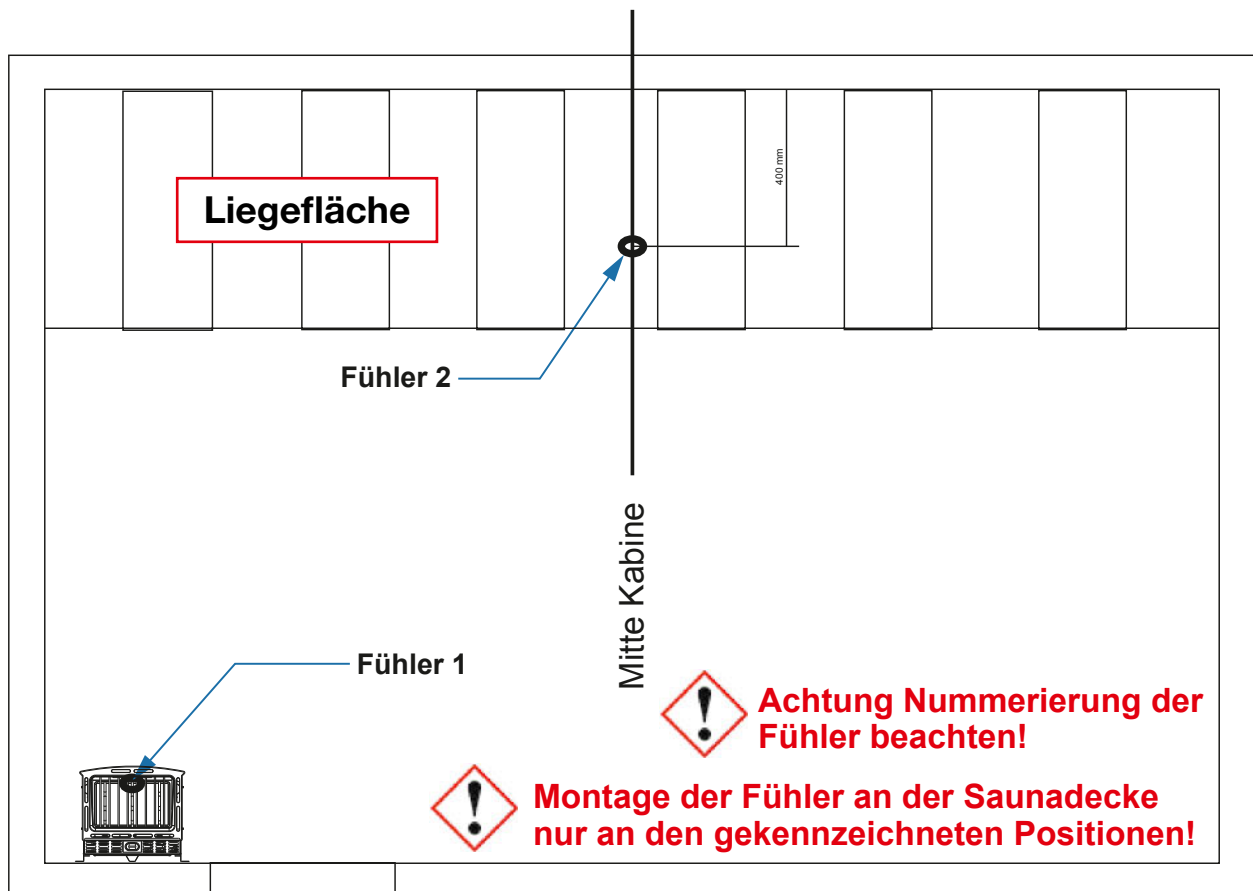 400 mm
Liegefläche
Fühler 2
Mitte Kabine
Fühler 1
Achtung Nummerierung der
Fühler beachten!
Montage der Fühler an der Saunadecke
nur an den gekennzeichneten Positionen!